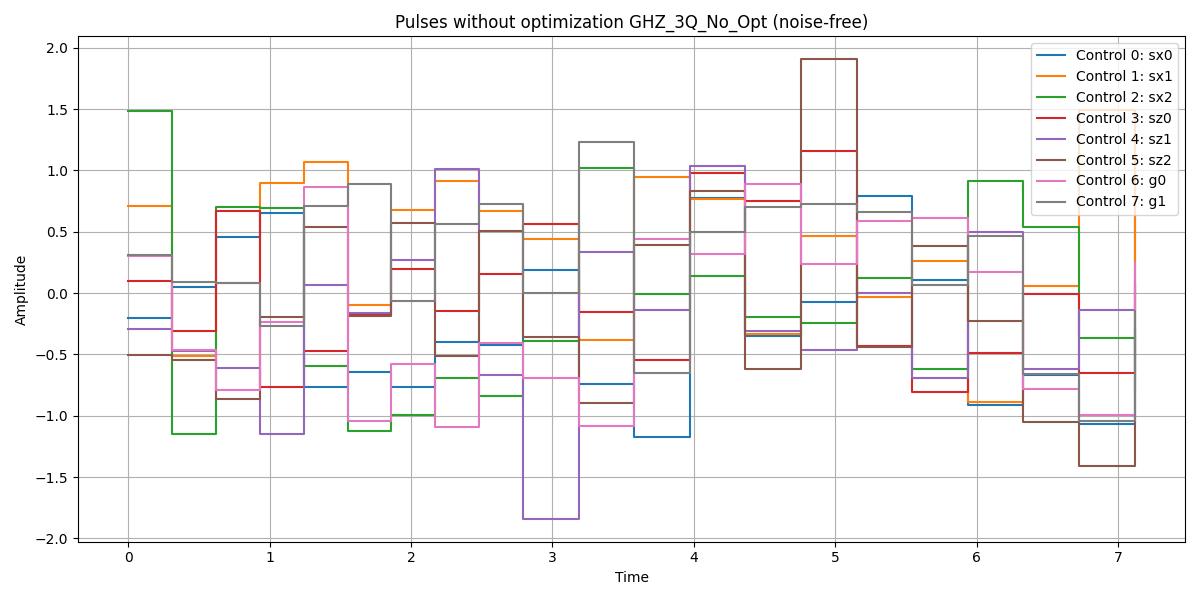 Pulses without optimization GHZ_3Q_No_Opt (noise-free)
Amplitude
2.0
1.5
1.0
0.5
0.0
−0.5
−1.0
−1.5
−2.0
Control 0: sx0
Control 1: sx1
Control 2: sx2
Control 3: sz0
Control 4: sz1
Control 5: sz2
Control 6: g0
Control 7: g1
0 1 2 3 4 5 6 7
Time